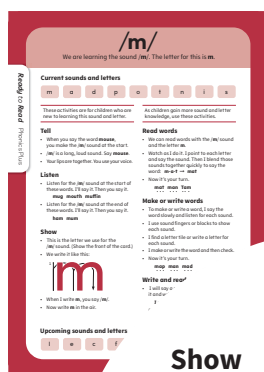 /m/
We are learning the sound /m/. The letter for this is m.
Ready to Read Phonics Plus
Current sounds and letters
m a d p o t n i s
These activities are for children who are
new to learning this sound and letter.
Tell
• When you say the word mouse,
you make the /m/ sound at the start.
• /m/ is a long, loud sound. Say mouse.
• Your lips are together. You use your voice.
Listen
• Listen for the /m/ sound at the start of
these words. I'll say it. Then you say it.
mug mouth muffin
• Listen for the /m/ sound at the end of
these words. I'll say it. Then you say it.
ham mum
Show
• This is the letter we use for the
/m/ sound. (Show the front of the card.)
• We write it like this:
m
• When I write m, you say /m/.
• Now write m in the air.
As children gain more sound and letter
knowledge, use these activities.
Read words
• We can read words with the /m/ sound
and the letter m.
• Watch as I do it. I point to each letter
and say the sound. Then I blend those
sounds together quickly to say the
word: m-a-t → mat
• Now it's your turn.
mat man Tam
Make or write words
• To make or write a word, I say the
word slowly and listen for each sound.
• I use sound fingers or blocks to show
each sound.
• I find a letter tile or write a letter for
each sound.
• I make or write the word and then check.
• Now it's your turn.
map man mad
Write and rea
• I will say a
it and
Upcoming sounds and letters
l e c f
Show